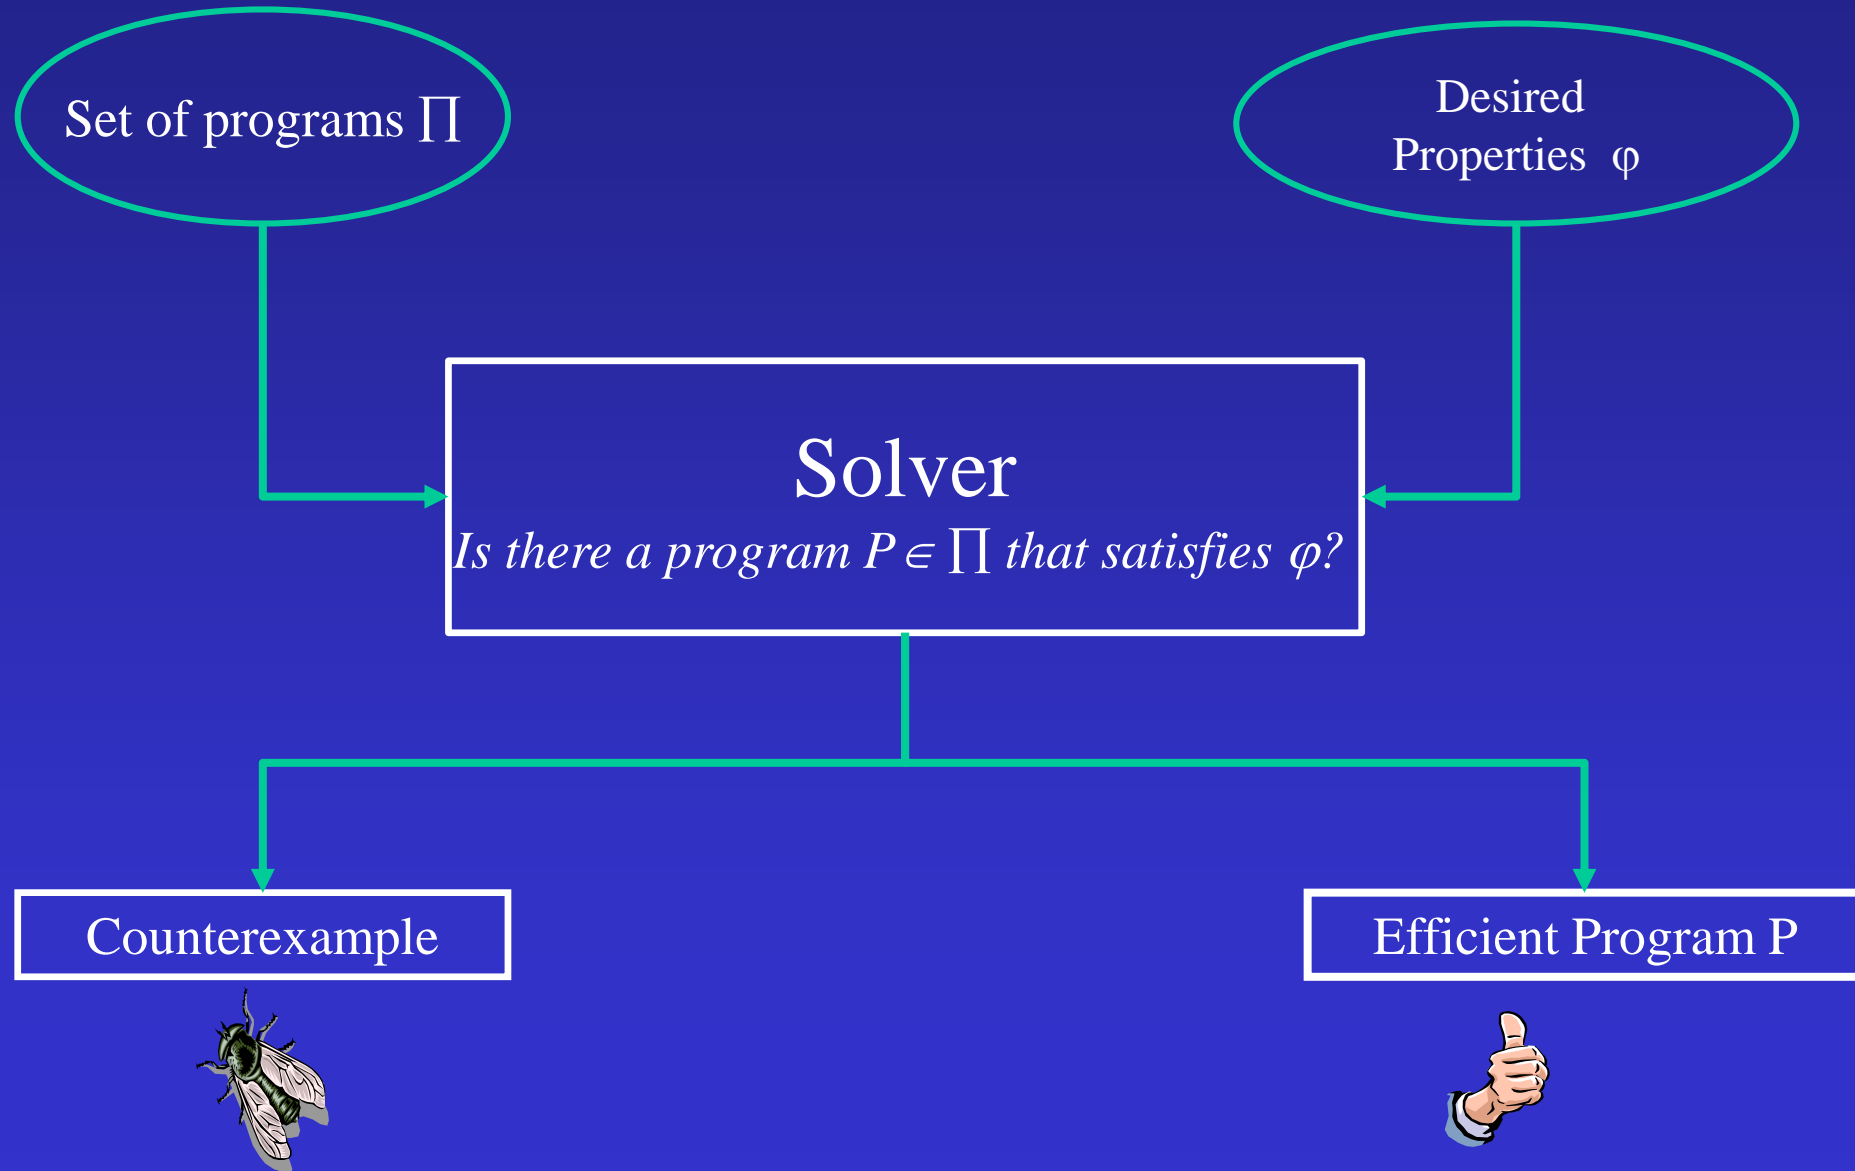 Set of programs ∏
Desired
Properties φ
Solver
Is there a program P ∈ ∏ that satisfies φ?
Counterexample
Efficient Program P